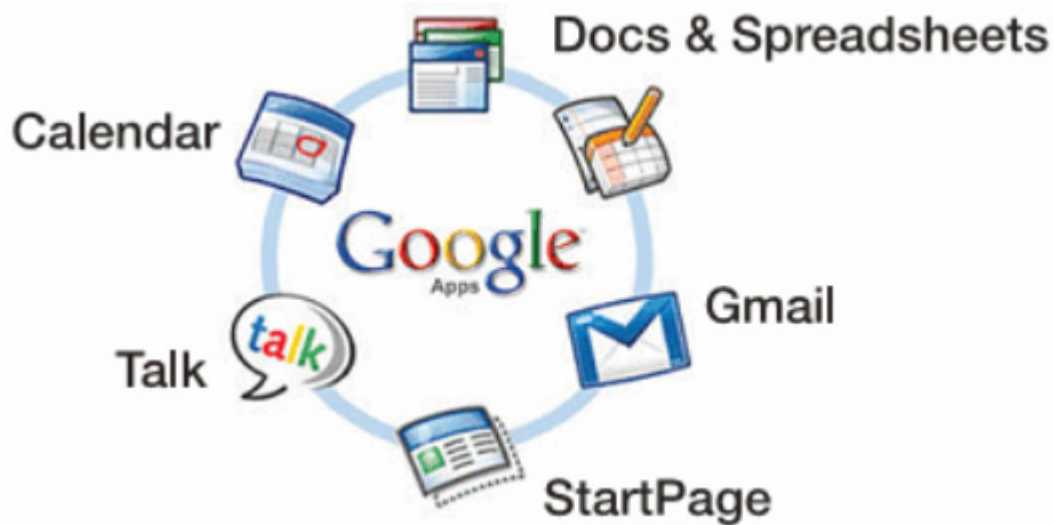 Docs & Spreadsheets
Calendar
Google
Apps
Gmail
talk
Talk
StartPage